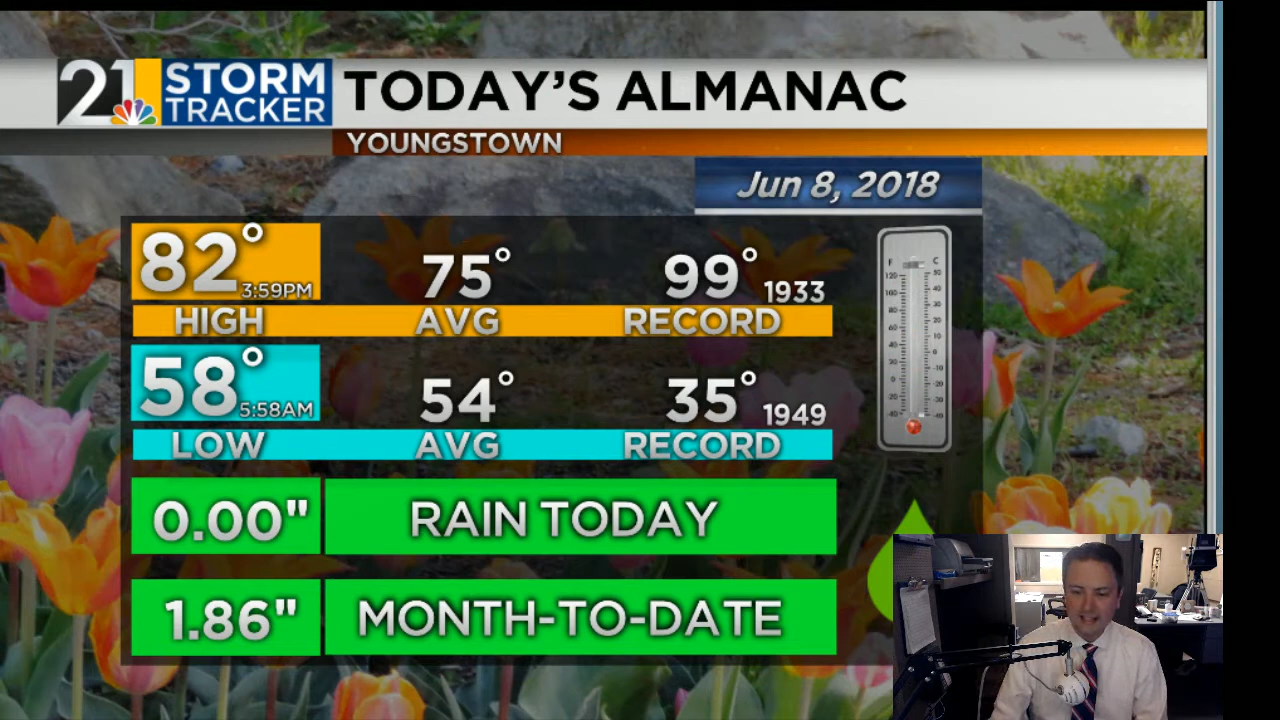 21 STORM
TRACKER
TODAY'S ALMANAC
YOUNGSTOWN
Jun 8, 2018
82° 3:59PM 75° 99° 1933
HIGH AVG RECORD
58° 5:58AM 54° 35° 1949
LOW AVG RECORD
0.00" RAIN TODAY
1.86" MONTH-TO-DATE
F C